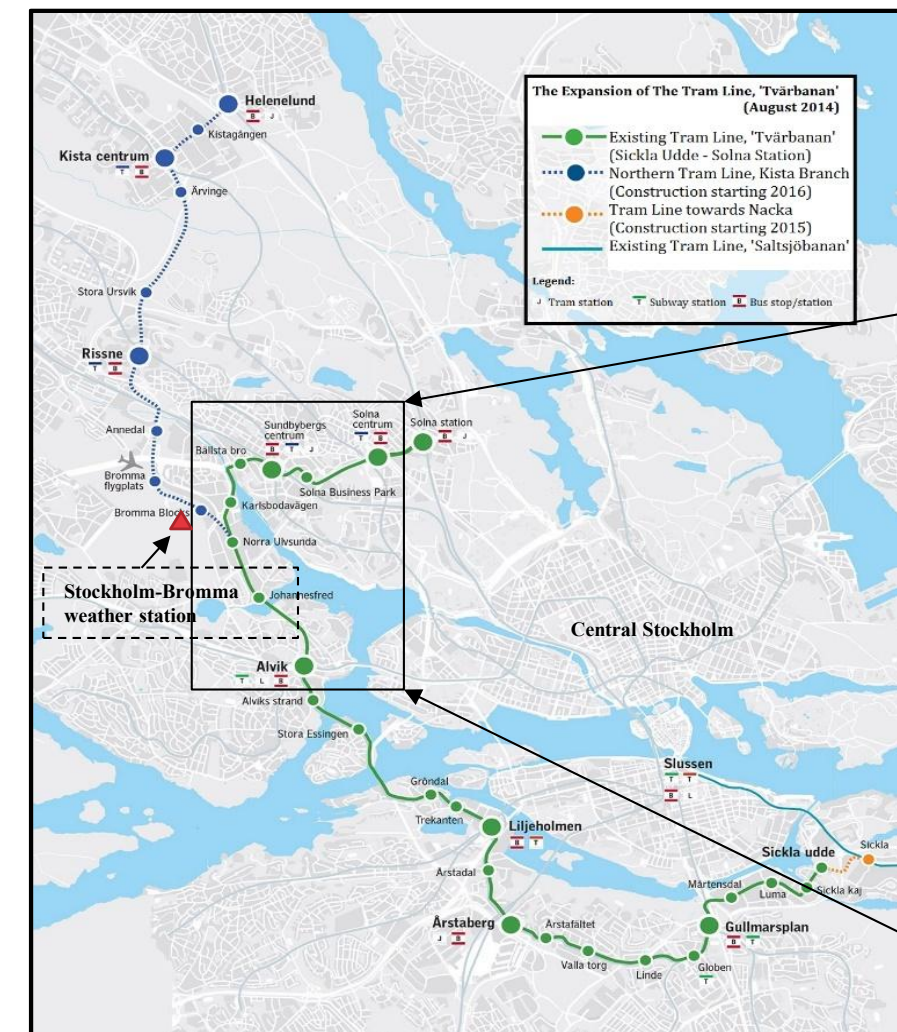 The Expansion of The Tram Line, 'Tvärbanan'
(August 2014)
Existing Tram Line, 'Tvärbanan'
(Sickla Udde - Solna Station)
Northern Tram Line, Kista Branch
(Construction starting 2016)
Tram Line towards Nacka
(Construction starting 2015)
Existing Tram Line, 'Saltsjöbanan'
Legend:
J Tram station T Subway station B Bus stop/station
Helenelund
B J
Kistagången
Kista centrum
T B
Ärvinge
Stora Ursvik
Rissne
T B
Annedal
Bromma
flygplats
Bromma Blocks
Ballsta bro
Sundbybergs
centrum
B T J
Solna
centrum
T B
Solna station
B J
Solna Business Park
Karlsbodavägen
Norra Ulvsunda
Stockholm-Bromma
weather station
Johannesfred
Central Stockholm
Alvik
T L B
Alviks strand
Stora Essingen
Gröndal
Trekanten
Liljeholmen
B T
Årstadal
Årstaberg
J B
Årstafältet
Valla torg
Linde
Globen
T
Gullmarsplan
B T
Mårtensdal
Luma
Sickla kaj
Sickla udde
Sickla
Slussen
T T
B L